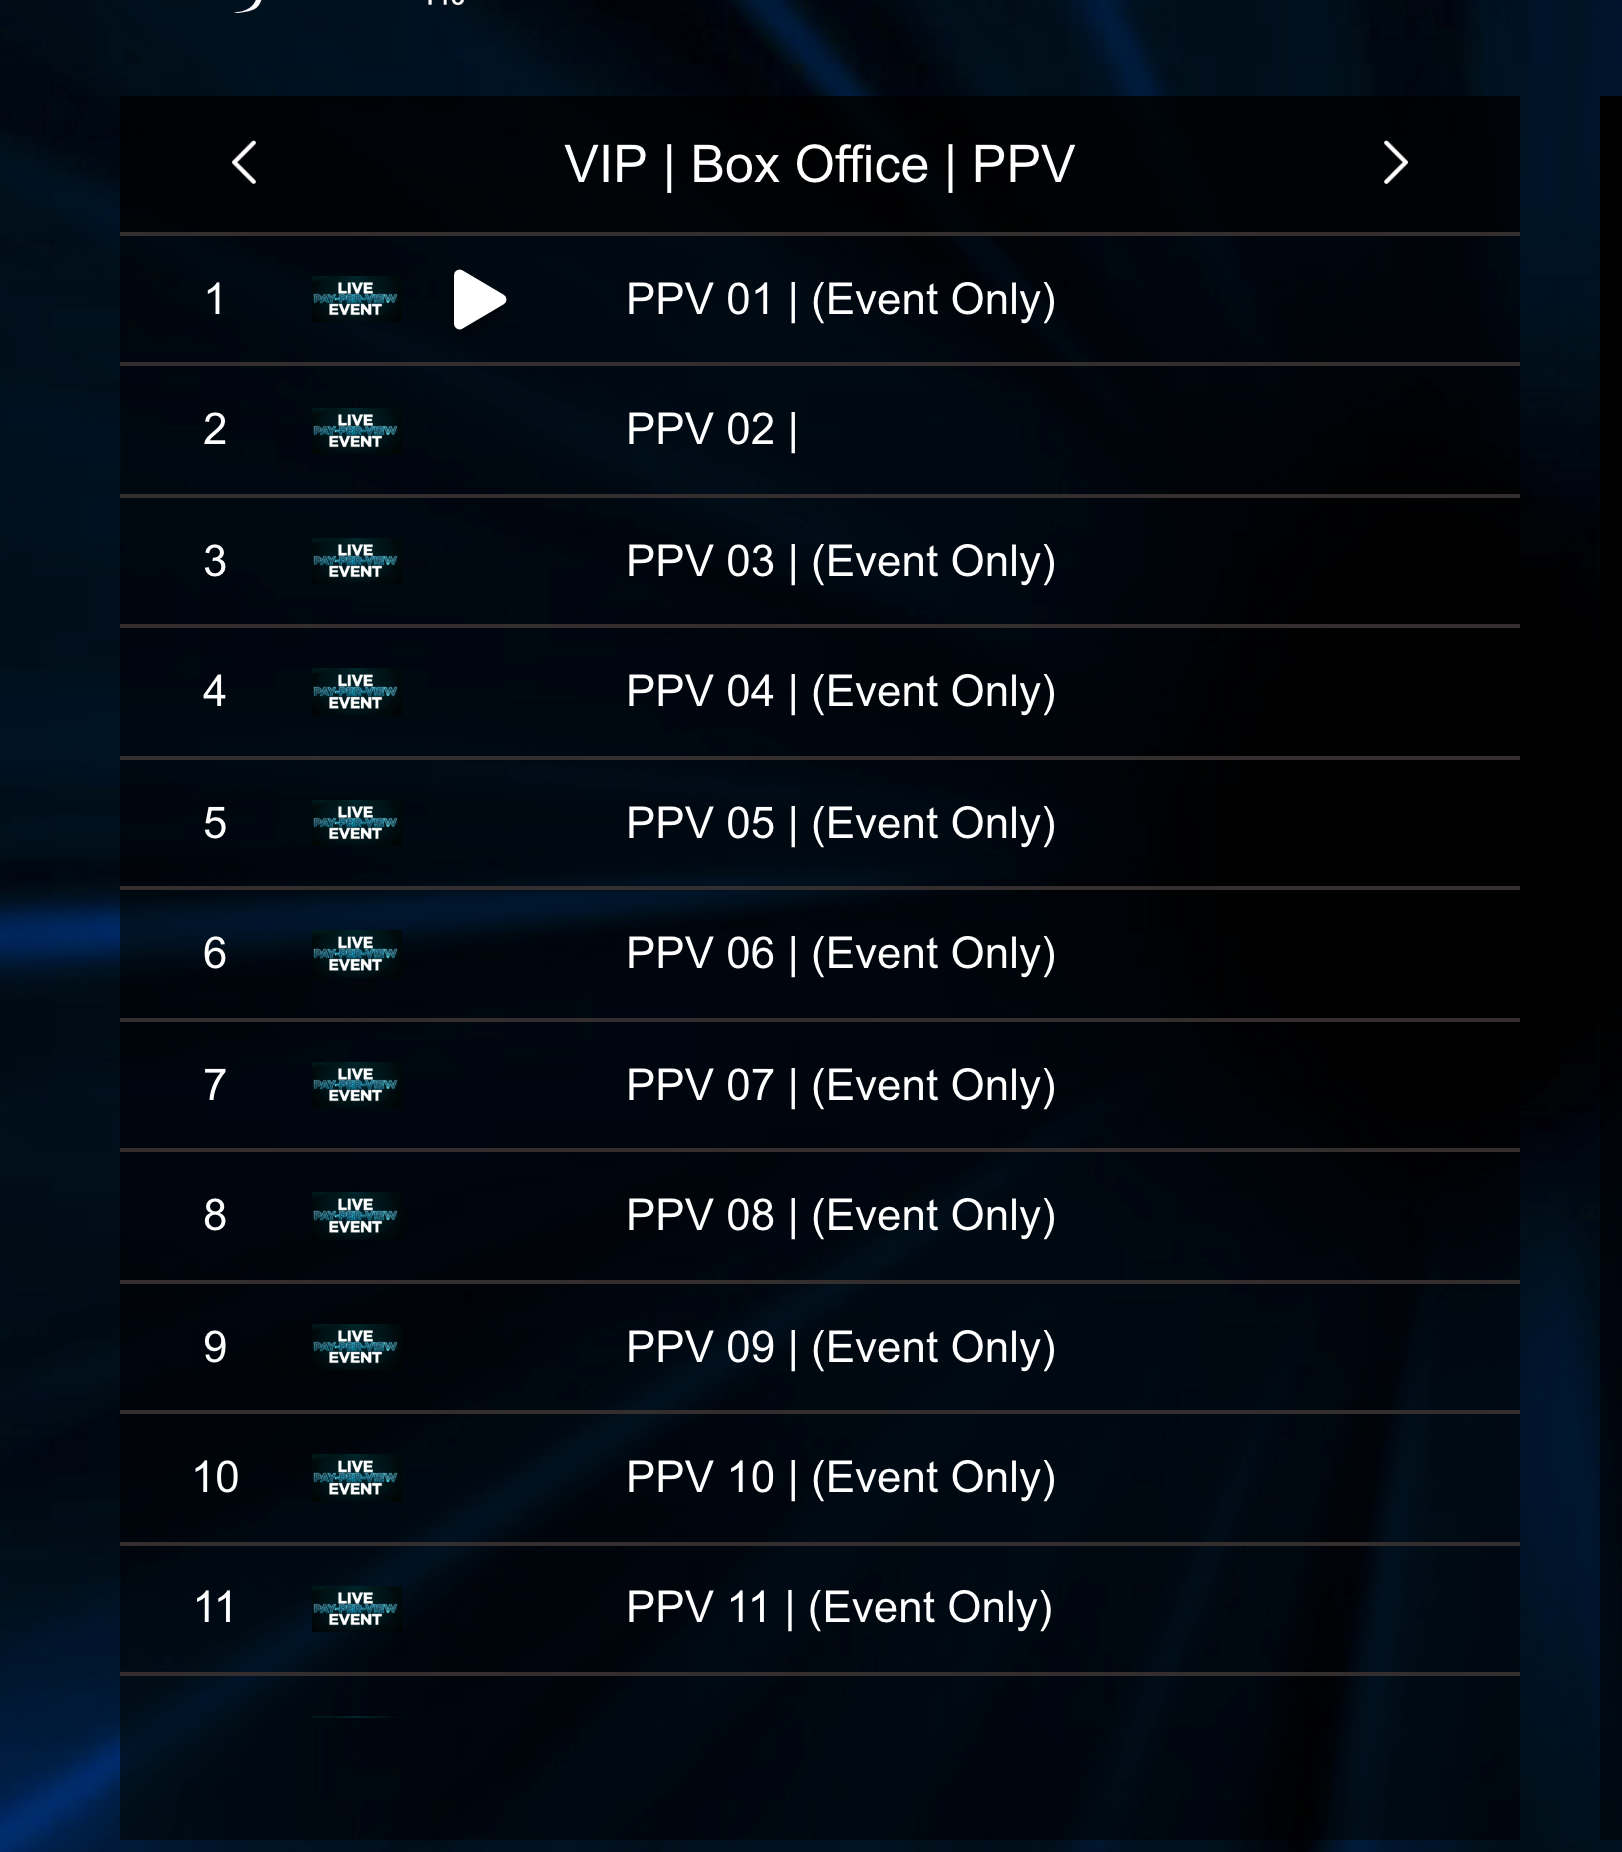 VIP | Box Office | PPV
1 LIVE PAY-PER-VIEW EVENT PPV 01 | (Event Only)
2 LIVE PAY-PER-VIEW EVENT PPV 02 |
3 LIVE PAY-PER-VIEW EVENT PPV 03 | (Event Only)
4 LIVE PAY-PER-VIEW EVENT PPV 04 | (Event Only)
5 LIVE PAY-PER-VIEW EVENT PPV 05 | (Event Only)
6 LIVE PAY-PER-VIEW EVENT PPV 06 | (Event Only)
7 LIVE PAY-PER-VIEW EVENT PPV 07 | (Event Only)
8 LIVE PAY-PER-VIEW EVENT PPV 08 | (Event Only)
9 LIVE PAY-PER-VIEW EVENT PPV 09 | (Event Only)
10 LIVE PAY-PER-VIEW EVENT PPV 10 | (Event Only)
11 LIVE PAY-PER-VIEW EVENT PPV 11 | (Event Only)